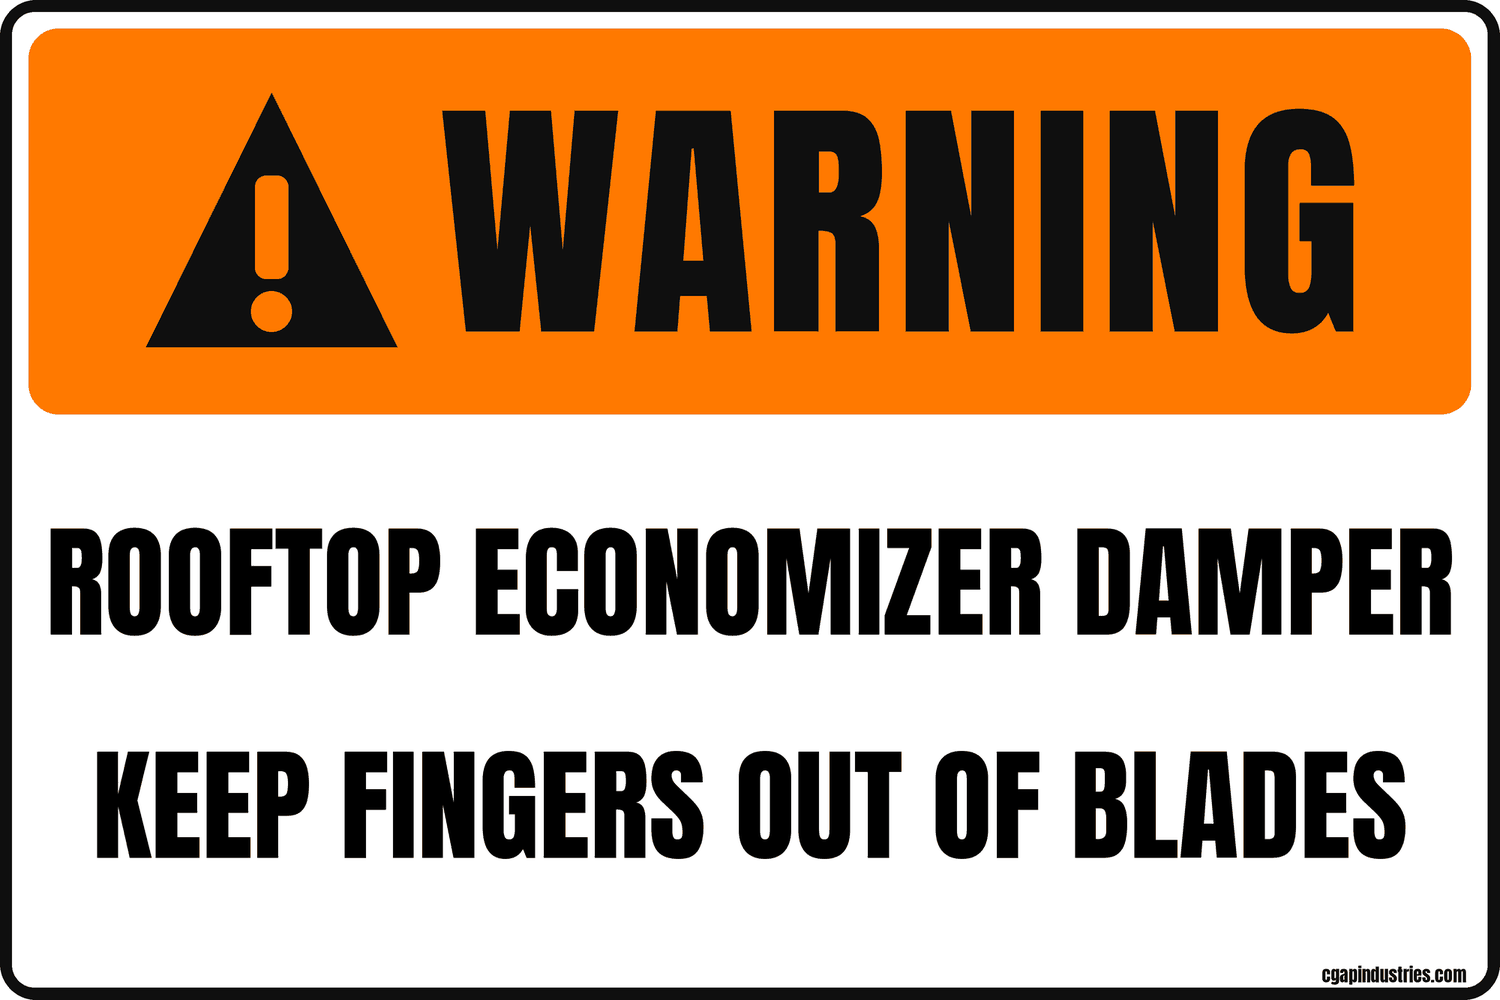 WARNING
ROOFTOP ECONOMIZER DAMPER
KEEP FINGERS OUT OF BLADES
cgapindustries.com